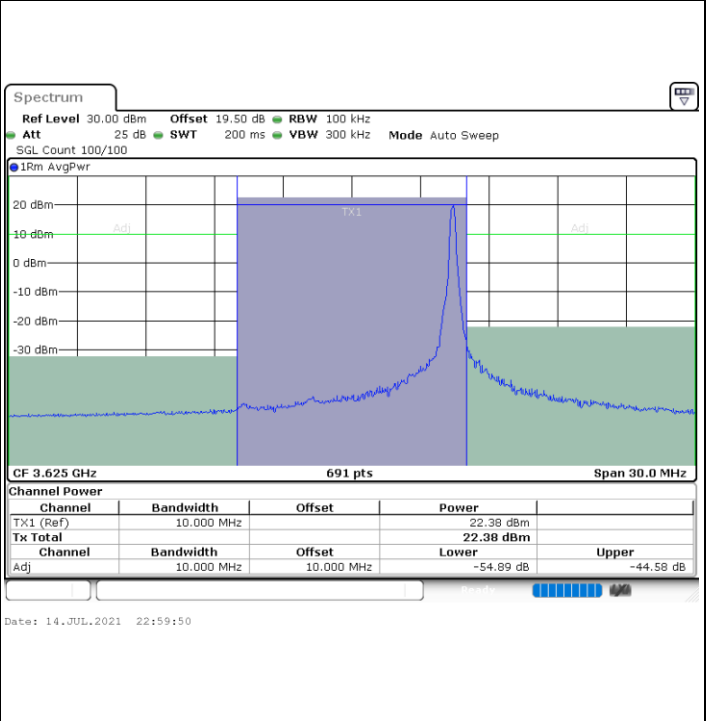 Spectrum
Ref Level 30.00 dBm Offset 19.50 dB RBW 100 kHz
Att 25 dB SWT 200 ms VBW 300 kHz Mode Auto Sweep
SGL Count 100/100
1Rm AvgPwr
20 dBm
TX1
Adj Adj
10 dBm
0 dBm
-10 dBm
-20 dBm
-30 dBm
CF 3.625 GHz 691 pts Span 30.0 MHz
Channel Power
Channel Bandwidth Offset Power
TX1 (Ref) 10.000 MHz 22.38 dBm
Tx Total 22.38 dBm
Channel Bandwidth Offset Lower Upper
Adj 10.000 MHz 10.000 MHz -54.89 dB -44.58 dB
Ready
Date: 14.JUL.2021 22:59:50